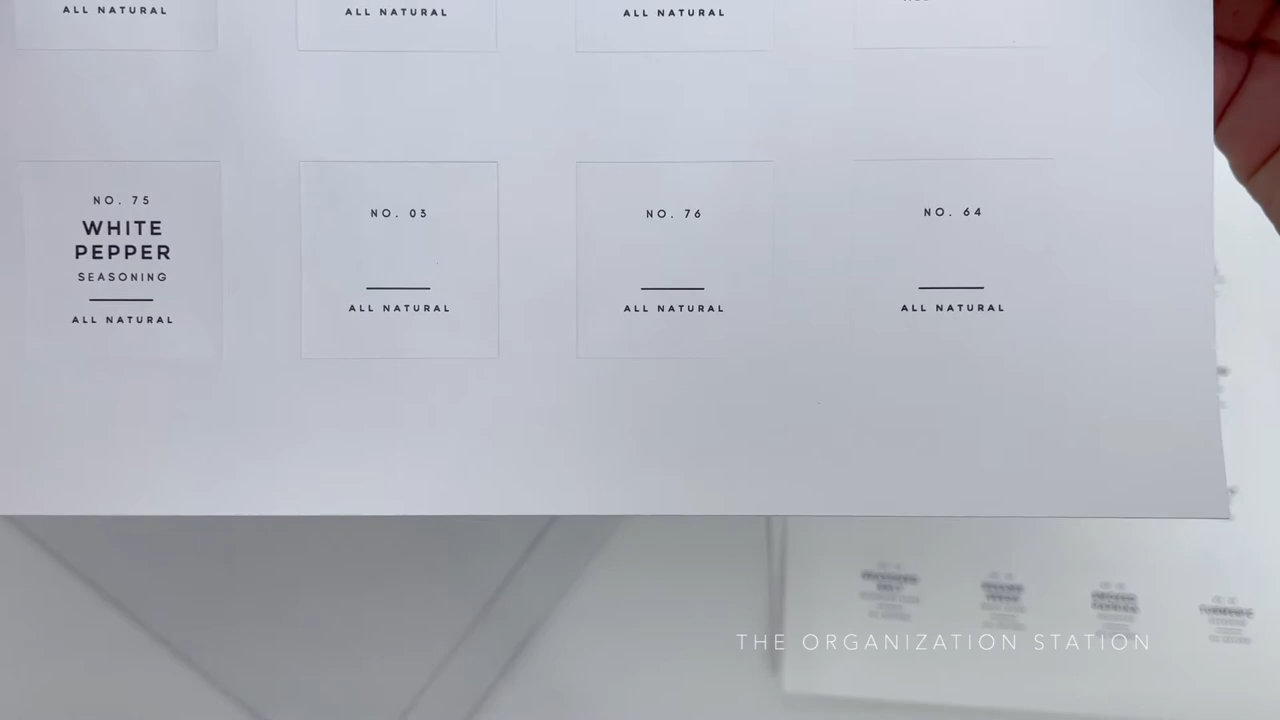 ALL NATURAL
ALL NATURAL
ALL NATURAL
NO. 75
WHITE
PEPPER
SEASONING
ALL NATURAL
NO. 03
ALL NATURAL
NO. 76
ALL NATURAL
NO. 64
ALL NATURAL
TURMERIC
THE ORGANIZATION STATION